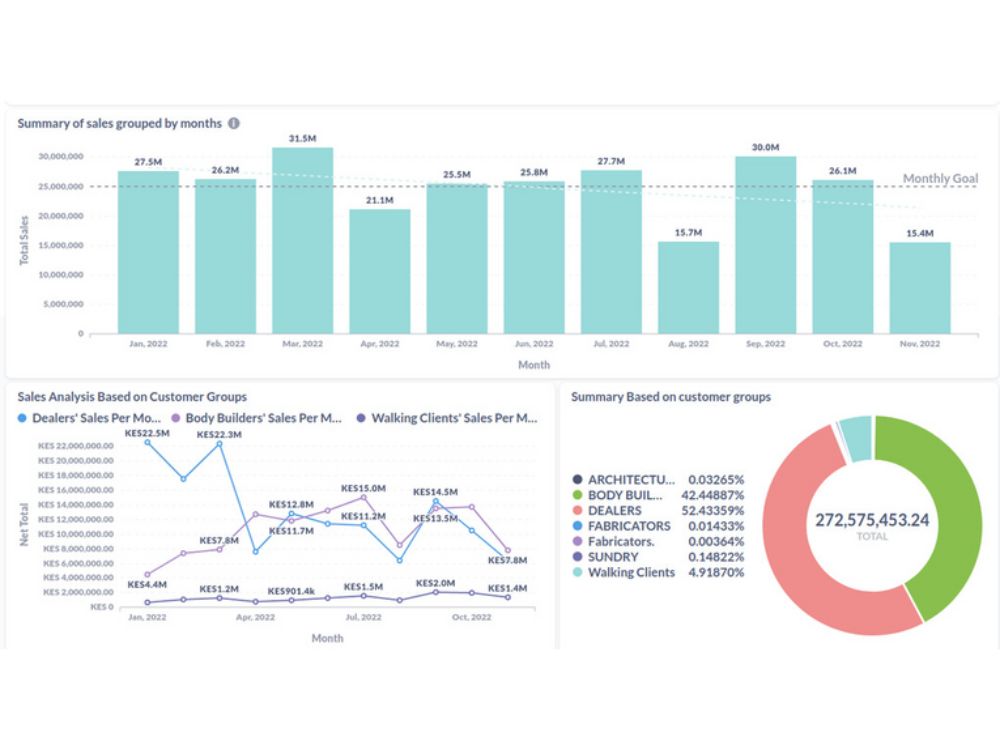 Summary of sales grouped by months
31.5M
30.0M
27.5M
27.7M
26.2M
25.5M
25.8M
26.1M
21.1M
15.7M
15.4M
Monthly Goal
30,000,000
25,000,000
20,000,000
15,000,000
10,000,000
5,000,000
0
Total Sales
Jan, 2022 Feb, 2022 Mar, 2022 Apr, 2022 May, 2022 Jun, 2022 Jul, 2022 Aug, 2022 Sep, 2022 Oct, 2022 Nov, 2022
Month
Sales Analysis Based on Customer Groups
Dealers' Sales Per Mo... Body Builders' Sales Per M... Walking Clients' Sales Per M...
KES22.5M
KES22.3M
KES15.0M
KES14.5M
KES12.8M
KES11.2M
KES13.5M
KES11.7M
KES7.8M
KES7.8M
KES4.4M
KES1.2M
KES901.4k
KES1.5M
KES2.0M
KES1.4M
KES 22,000,000.00
KES 20,000,000.00
KES 18,000,000.00
KES 16,000,000.00
KES 14,000,000.00
KES 12,000,000.00
KES 10,000,000.00
KES 8,000,000.00
KES 6,000,000.00
KES 4,000,000.00
KES 2,000,000.00
KES 0
Net Total
Jan, 2022 Apr, 2022 Jul, 2022 Oct, 2022
Month
Summary Based on customer groups
ARCHITECTU... 0.03265%
BODY BUIL... 42.44887%
DEALERS 52.43359%
FABRICATORS 0.01433%
Fabricators. 0.00364%
SUNDRY 0.14822%
Walking Clients 4.91870%
272,575,453.24
TOTAL